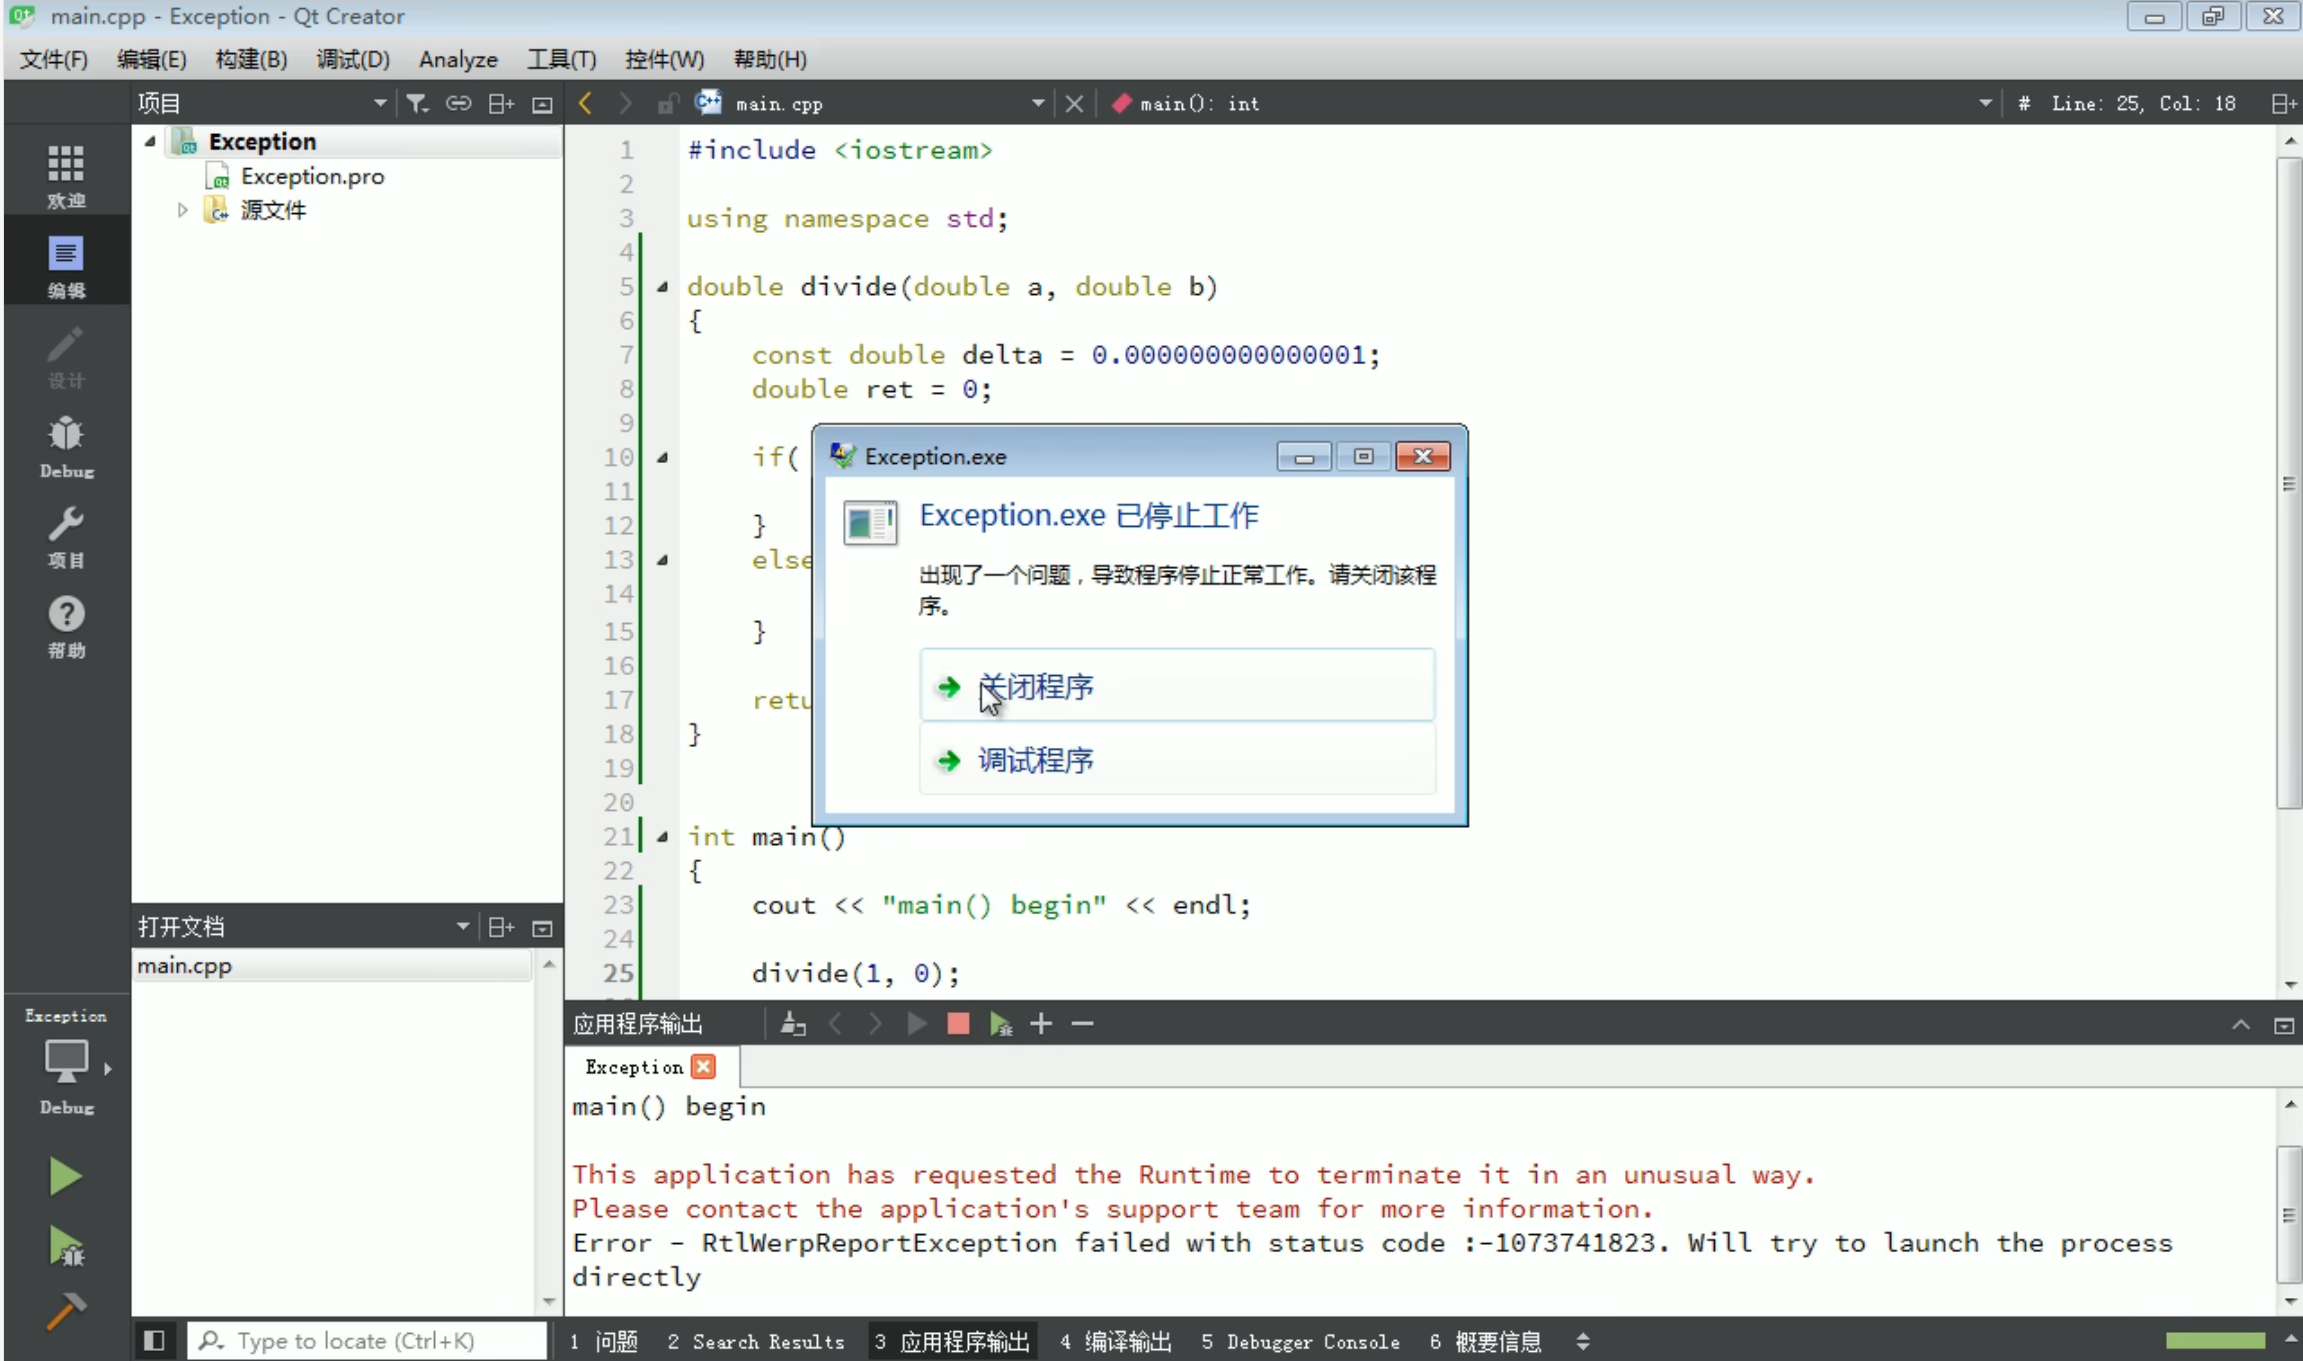 main.cpp - Exception - Qt Creator
文件(F) 编辑(E) 构建(B) 调试(D) Analyze 工具(T) 控件(W) 帮助(H)
项目 main.cpp main(): int # Line: 25, Col: 18
欢迎
编辑
设计
Debug
项目
帮助
Exception
Exception.pro
源文件
1 #include <iostream>
2
3 using namespace std;
4
5 double divide(double a, double b)
6 {
7 const double delta = 0.000000000000001;
8 double ret = 0;
9
10 if(
11
12 }
13 else
14
15 }
16
17 retu
18 }
19
20
21 int main()
22 {
23 cout << "main() begin" << endl;
24
25 divide(1, 0);
Exception.exe
Exception.exe 已停止工作
出现了一个问题，导致程序停止正常工作。请关闭该程
序。
关闭程序
调试程序
打开文档
main.cpp
Exception
Debug
应用程序输出
Exception
main() begin
This application has requested the Runtime to terminate it in an unusual way.
Please contact the application's support team for more information.
Error - RtlWerpReportException failed with status code :-1073741823. Will try to launch the process
directly
Type to locate (Ctrl+K) 1 问题 2 Search Results 3 应用程序输出 4 编译输出 5 Debugger Console 6 概要信息